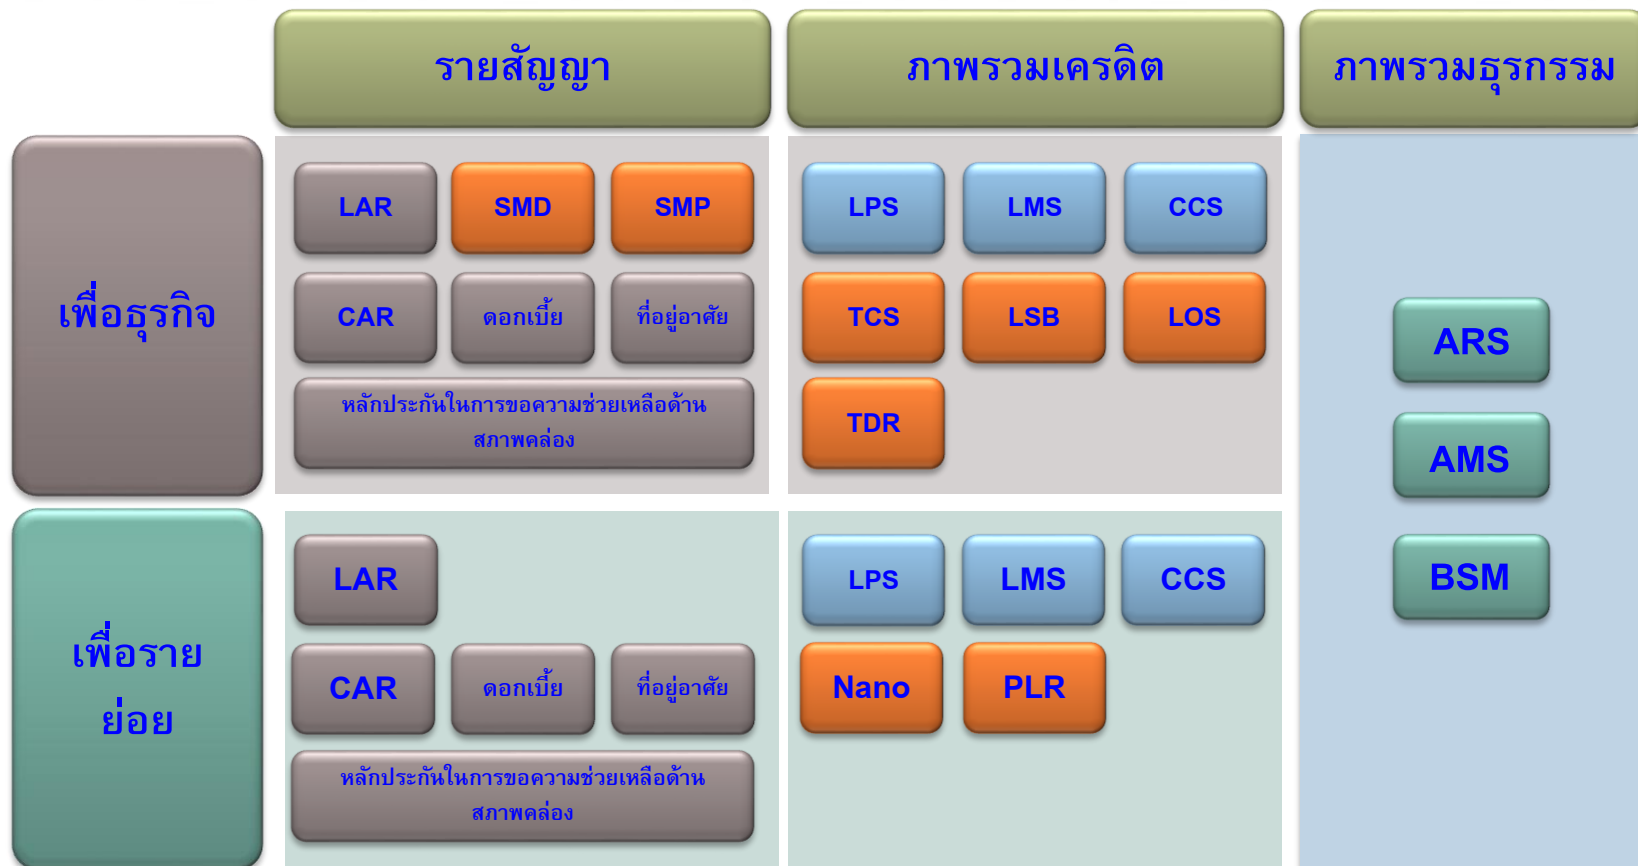 รายสัญญา
ภาพรวมเครดิต
ภาพรวมธุรกรรม
เพื่อธุรกิจ
LAR
SMD
SMP
CAR
ดอกเบี้ย
ที่อยู่อาศัย
หลักประกันในการขอความช่วยเหลือด้าน
สภาพคล่อง
LPS
LMS
CCS
TCS
LSB
LOS
TDR
ARS
AMS
BSM
เพื่อราย
ย่อย
LAR
CAR
ดอกเบี้ย
ที่อยู่อาศัย
หลักประกันในการขอความช่วยเหลือด้าน
สภาพคล่อง
LPS
LMS
CCS
Nano
PLR